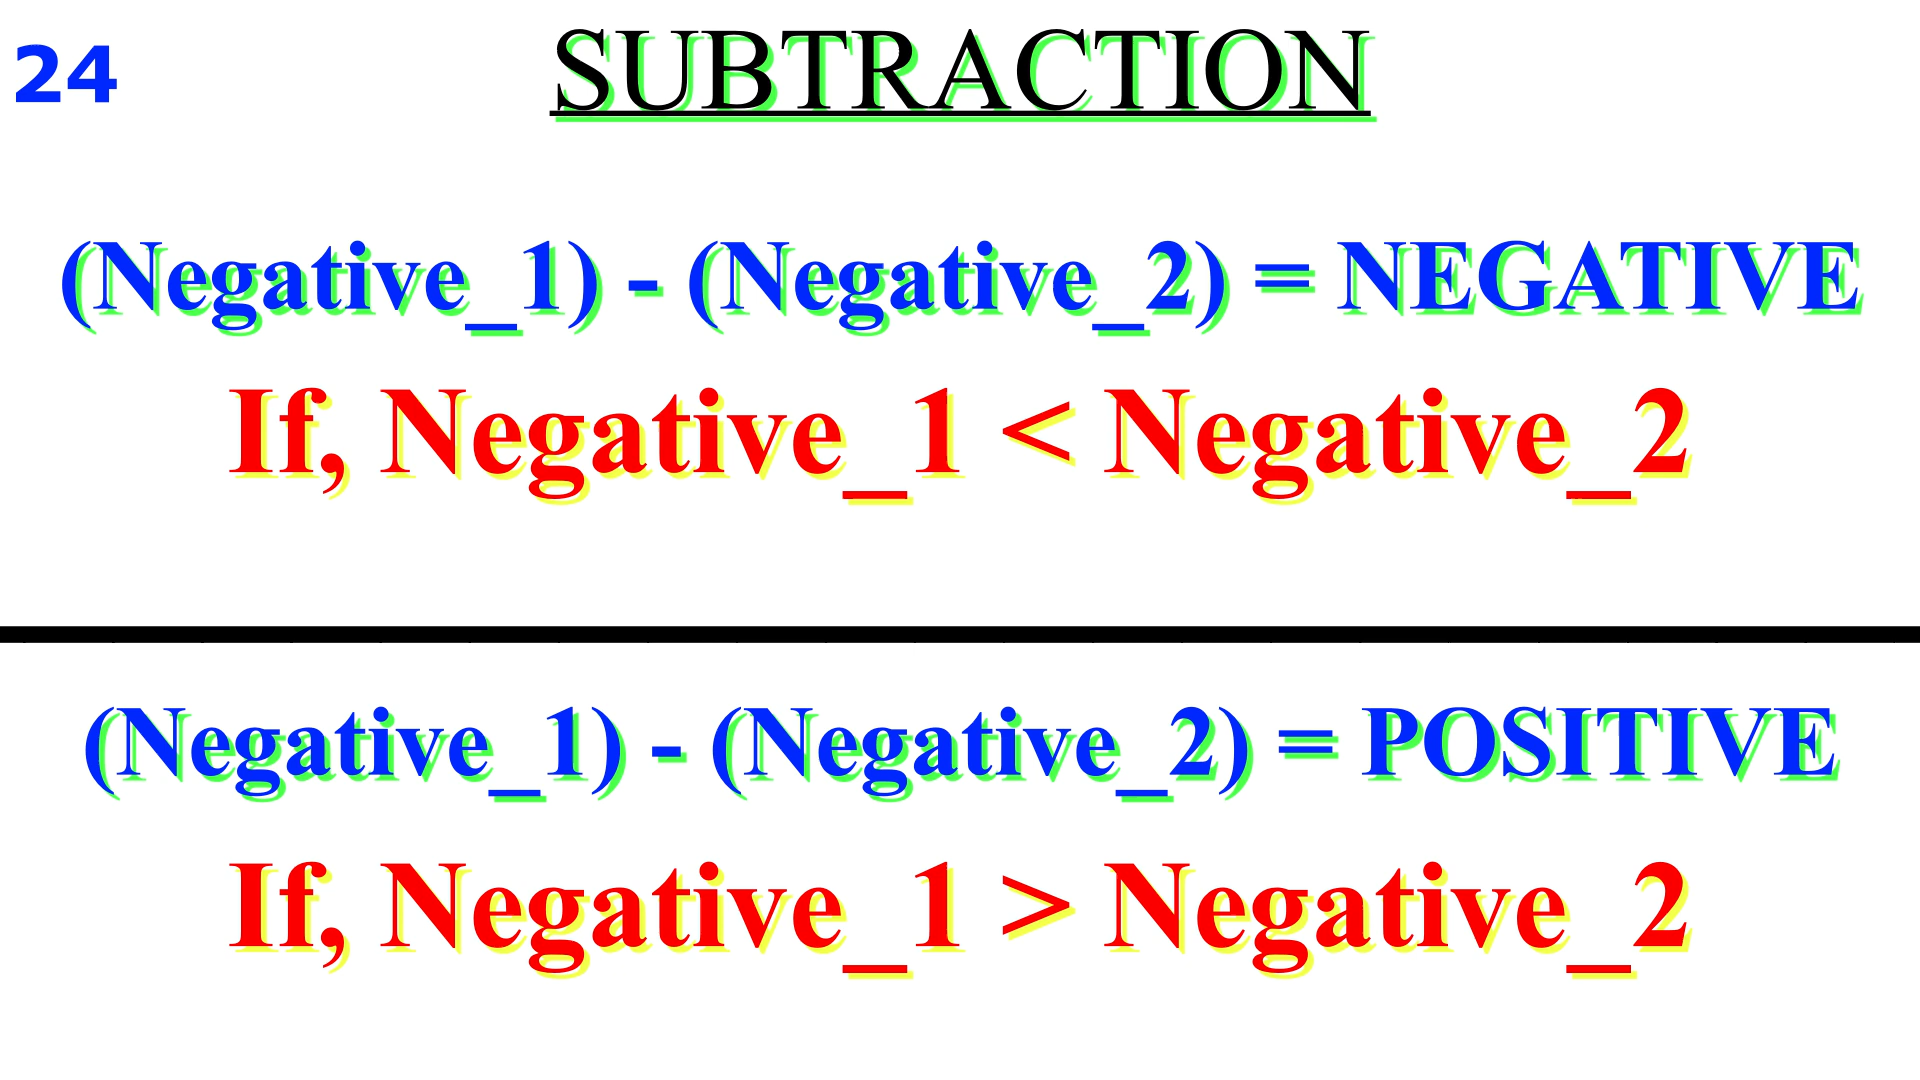 24
SUBTRACTION
(Negative_1) - (Negative_2) = NEGATIVE
If, Negative_1 < Negative_2
(Negative_1) - (Negative_2) = POSITIVE
If, Negative_1 > Negative_2